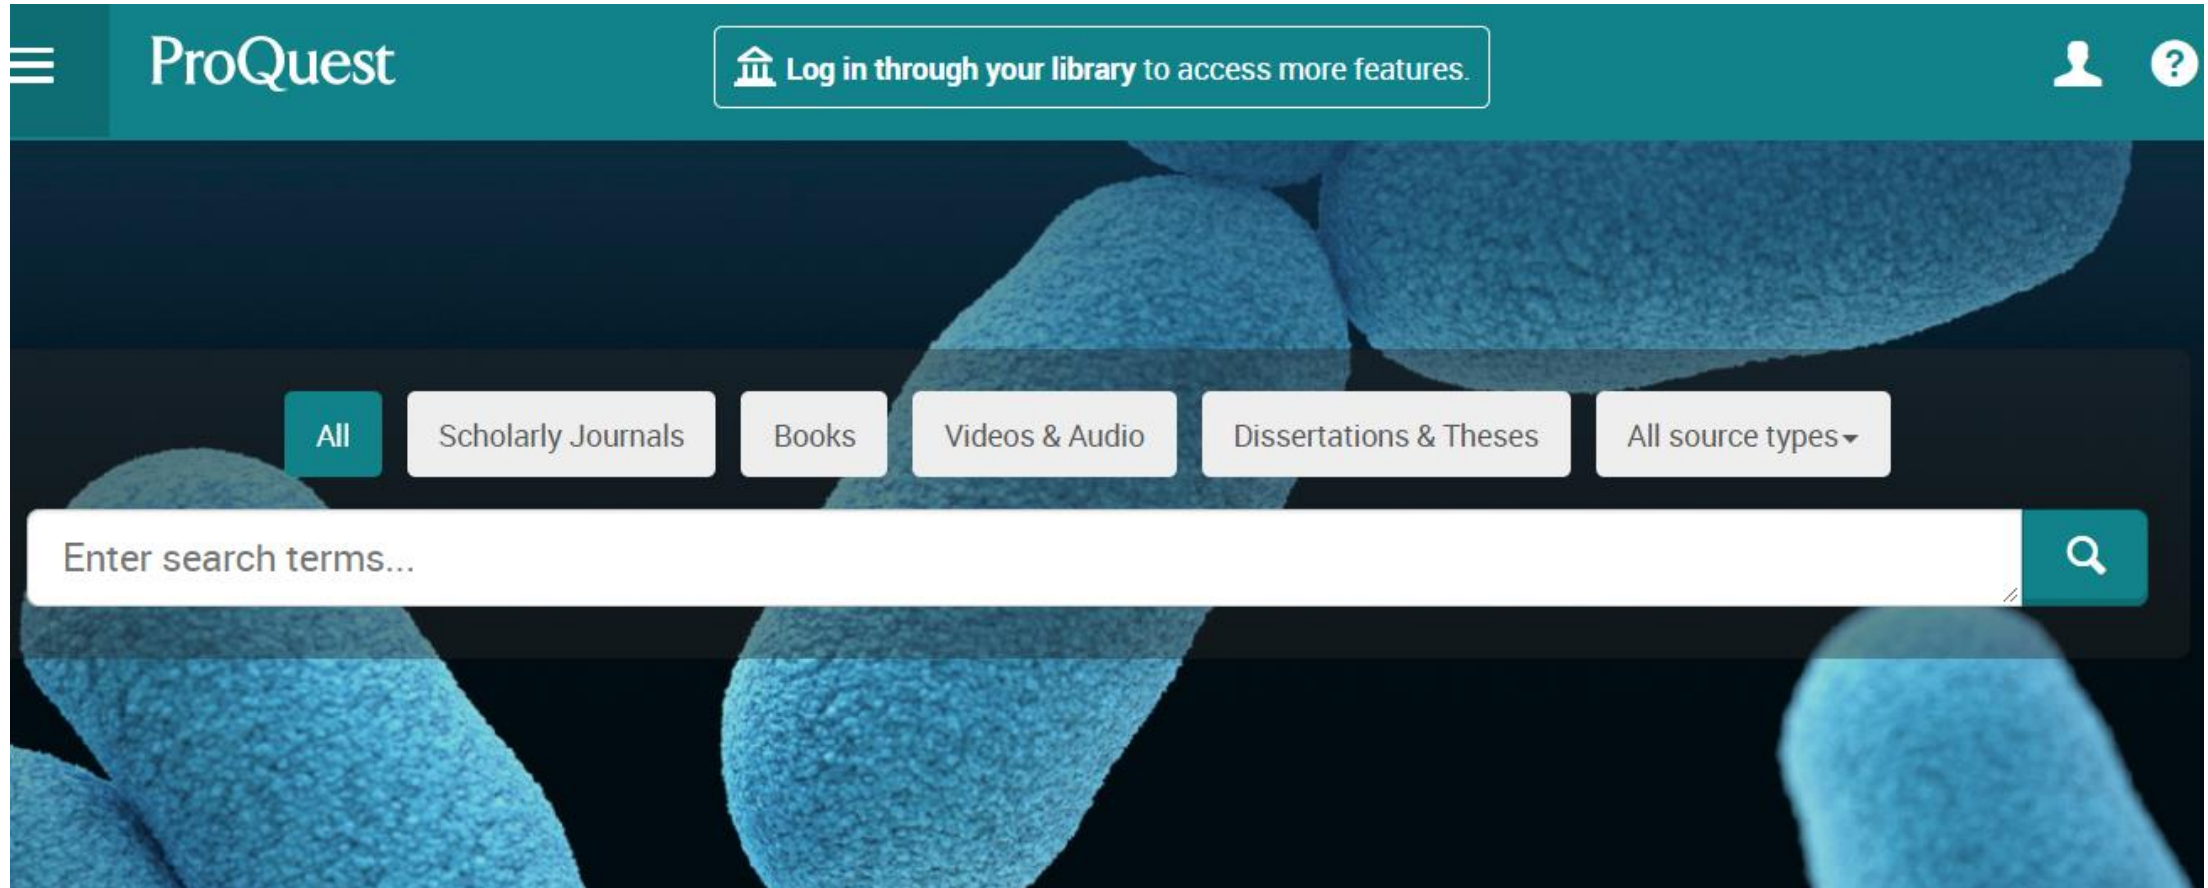 ProQuest
Log in through your library to access more features.
?
All
Scholarly Journals
Books
Videos & Audio
Dissertations & Theses
All source types
Enter search terms...